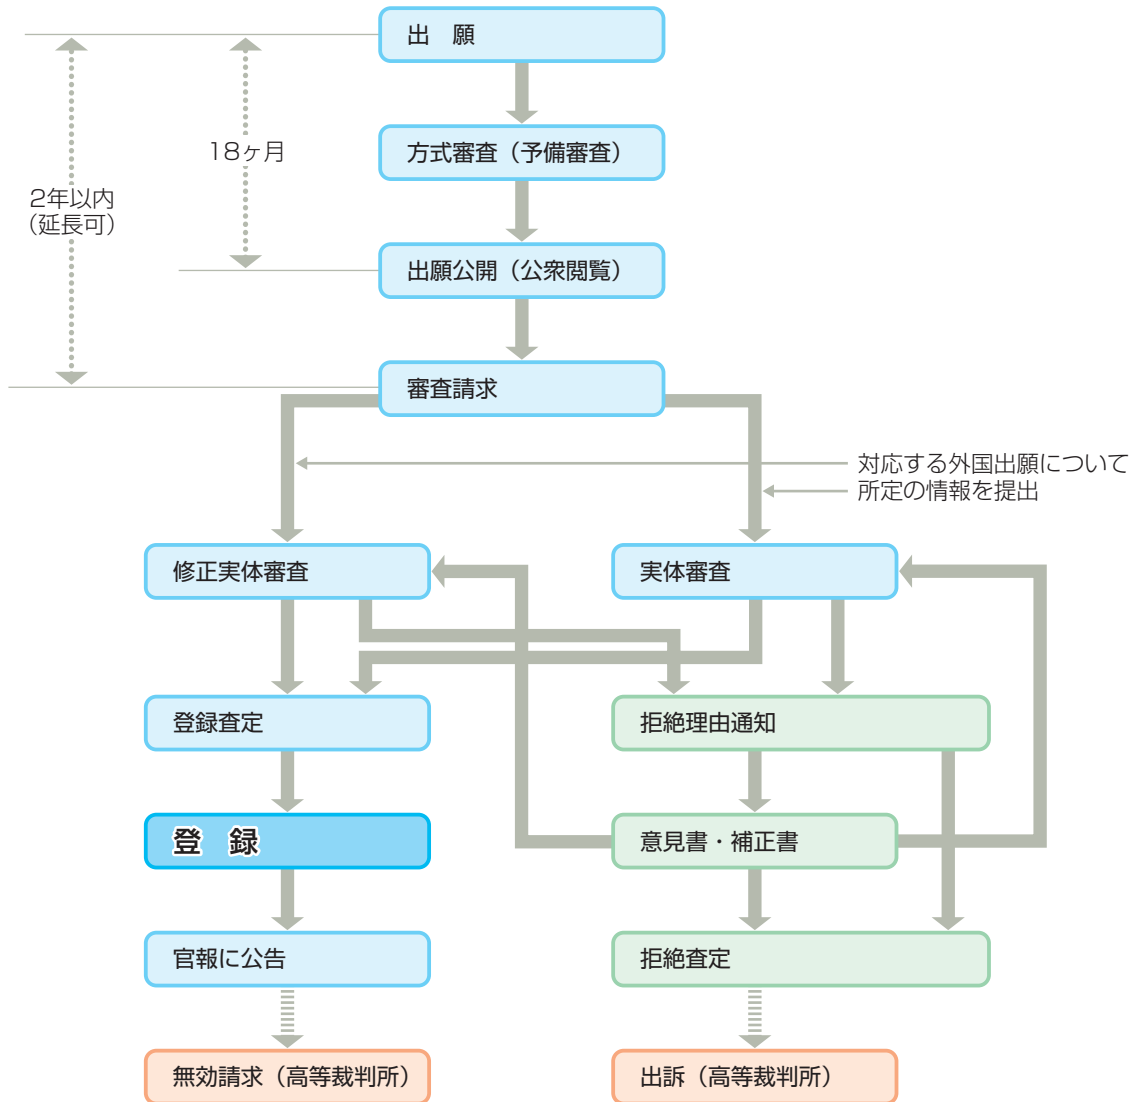 出　願
18ヶ月
方式審査（予備審査）
2年以内
（延長可）
出願公開（公衆閲覧）
審査請求
対応する外国出願について
所定の情報を提出
修正実体審査
実体審査
登録査定
拒絶理由通知
登　録
意見書・補正書
官報に公告
拒絶査定
無効請求（高等裁判所）
出訴（高等裁判所）